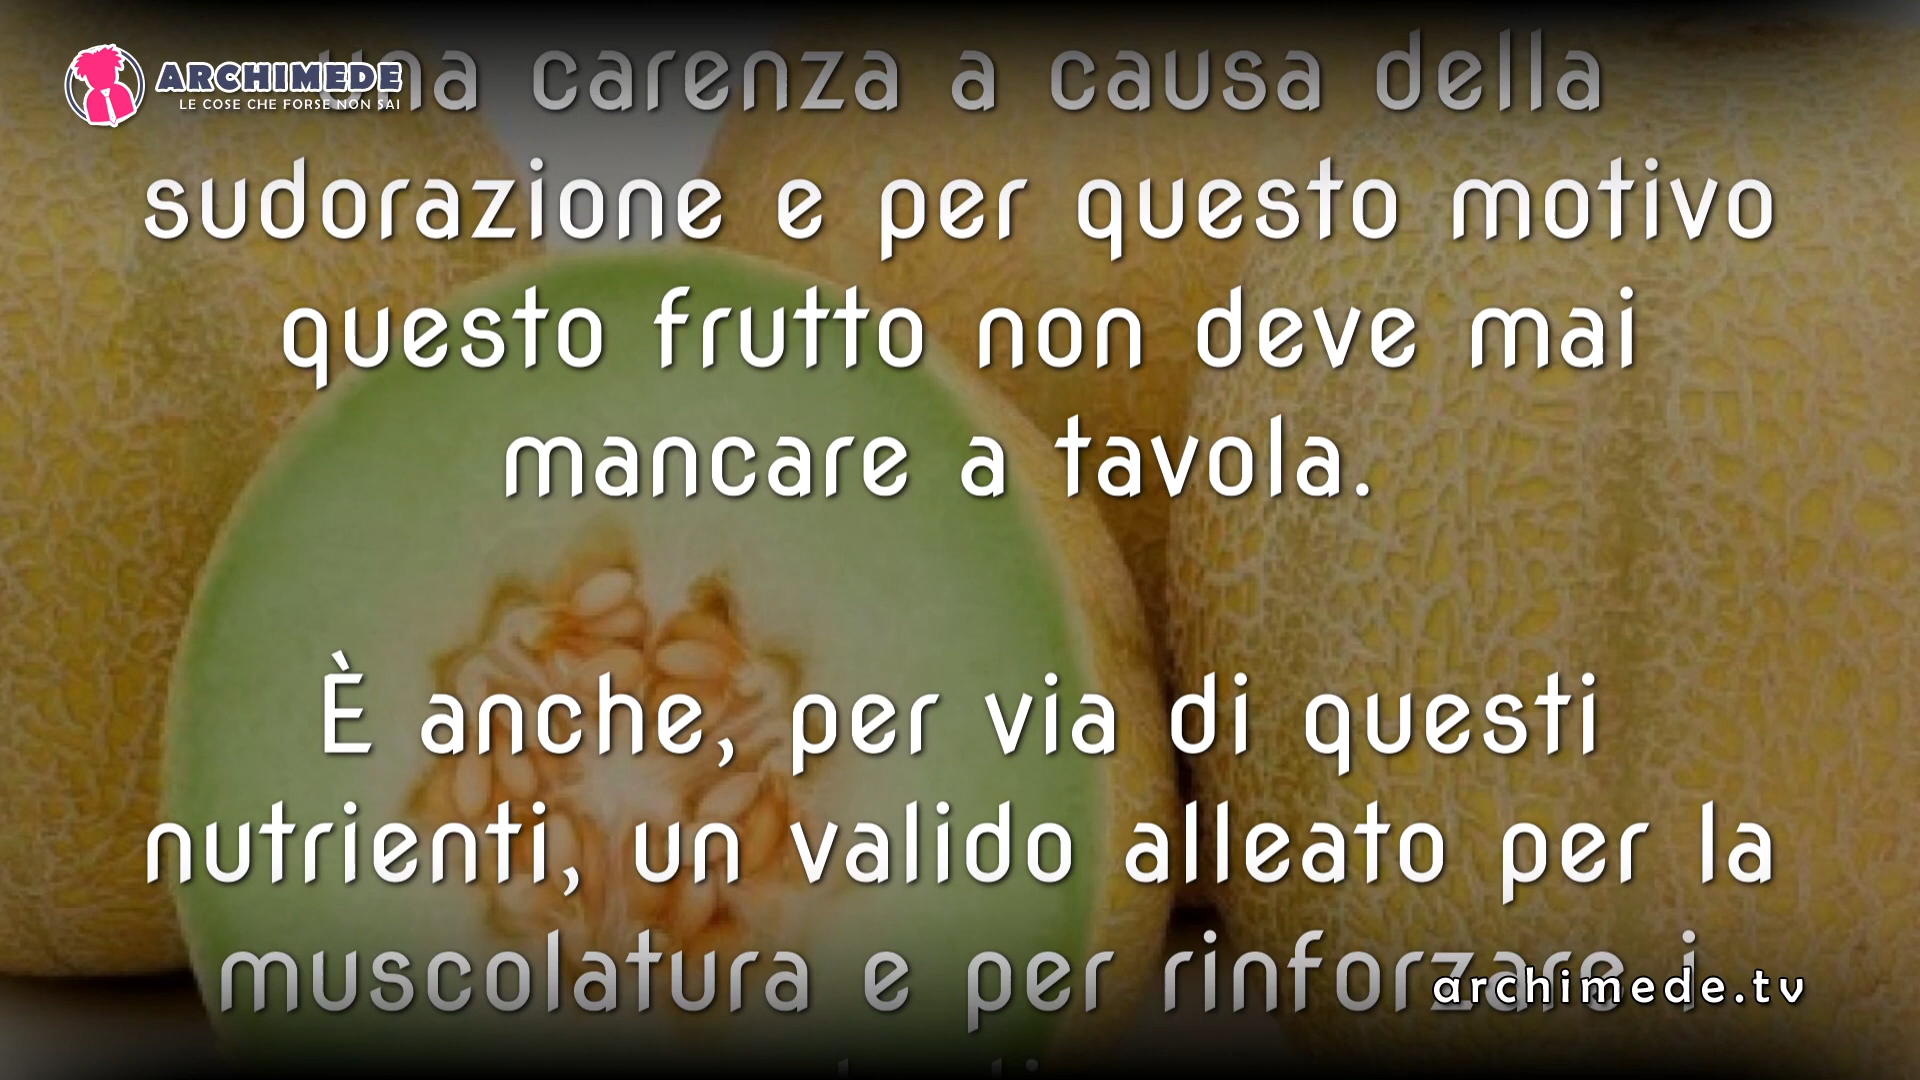 ARCHIMEDE
LE COSE CHE FORSE NON SAI
una carenza a causa della
sudorazione e per questo motivo
questo frutto non deve mai
mancare a tavola.
È anche, per via di questi
nutrienti, un valido alleato per la
muscolatura e per rinforzare i
archimede.tv